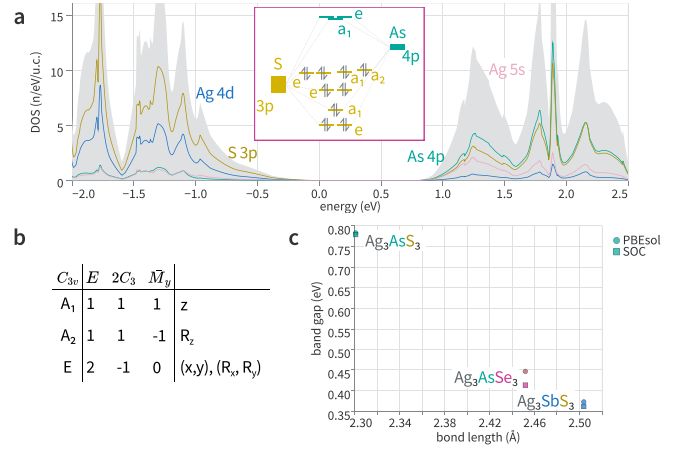 a
DOS (n/eV/u.c.)
15
10
5
0
−2.0 −1.5 −1.0 0.0 0.5 1.0 1.5 2.0 2.5
energy (eV)
Ag 4d
S 3p
As 4p
Ag 5s
e
a₁
As
4p
S
3p
e
a₁
a₂
e
a₁
e
b
C₃ᵥ E 2C₃ M̄ᵧ
A₁ 1 1 1 z
A₂ 1 1 -1 R_z
E 2 -1 0 (x,y), (Rₓ, Rᵧ)
c
band gap (eV)
0.80
0.75
0.70
0.65
0.60
0.55
0.50
0.45
0.40
0.35
2.30 2.34 2.38 2.42 2.46 2.50
bond length (Å)
Ag₃AsS₃
Ag₃AsSe₃
Ag₃SbS₃
PBEsol
SOC